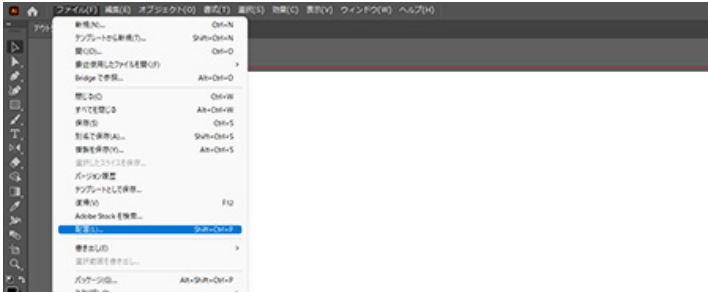 ファイル(F) 編集(E) オブジェクト(O) 書式(T) 選択(S) 効果(C) 表示(V) ウィンドウ(W) ヘルプ(H)
新規(N)... Ctrl+N
テンプレートから新規(T)... Shift+Ctrl+N
開く(O)... Ctrl+O
最近使用したファイルを開く(F) >
Bridge で参照... Alt+Ctrl+O
閉じる(C) Ctrl+W
すべてを閉じる Alt+Ctrl+W
保存(S) Ctrl+S
別名で保存(A)... Shift+Ctrl+S
複製を保存(Y)... Alt+Ctrl+S
選択したスライスを保存...
バージョン履歴
テンプレートとして保存...
復帰(V) F12
Adobe Stock を検索...
配置(L)... Shift+Ctrl+P
書き出し(E) >
選択範囲を書き出し...
パッケージ(G)... Alt+Shift+Ctrl+P